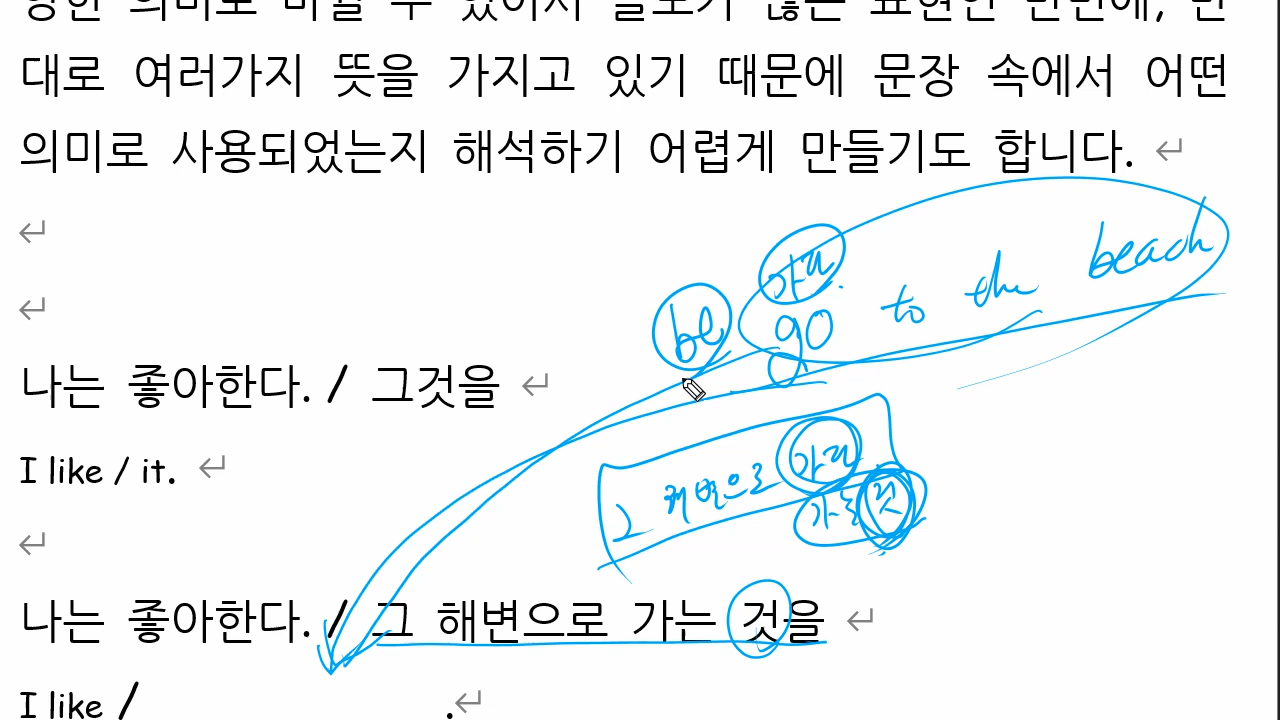 대로 여러가지 뜻을 가지고 있기 때문에 문장 속에서 어떤
의미로 사용되었는지 해석하기 어렵게 만들기도 합니다.
be go to the beach
나는 좋아한다. / 그것을
I like / it.
그 해변으로
가는 것
나는 좋아한다. / 그 해변으로 가는 것을
I like / .